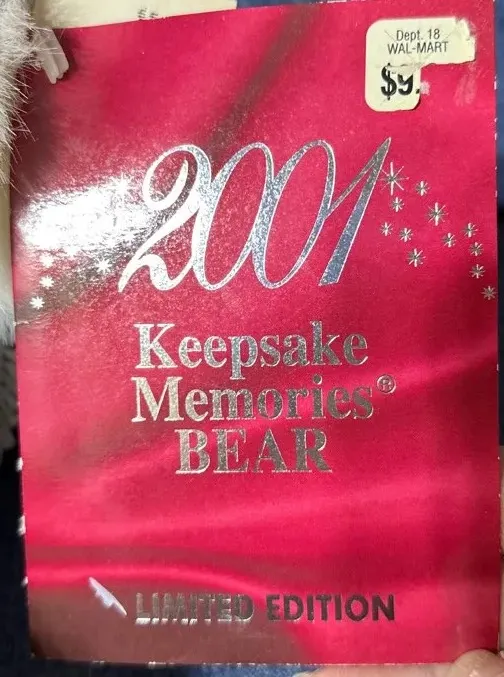 Dept. 18
WAL-MART
$9.
2001
Keepsake
Memories®
BEAR
LIMITED EDITION